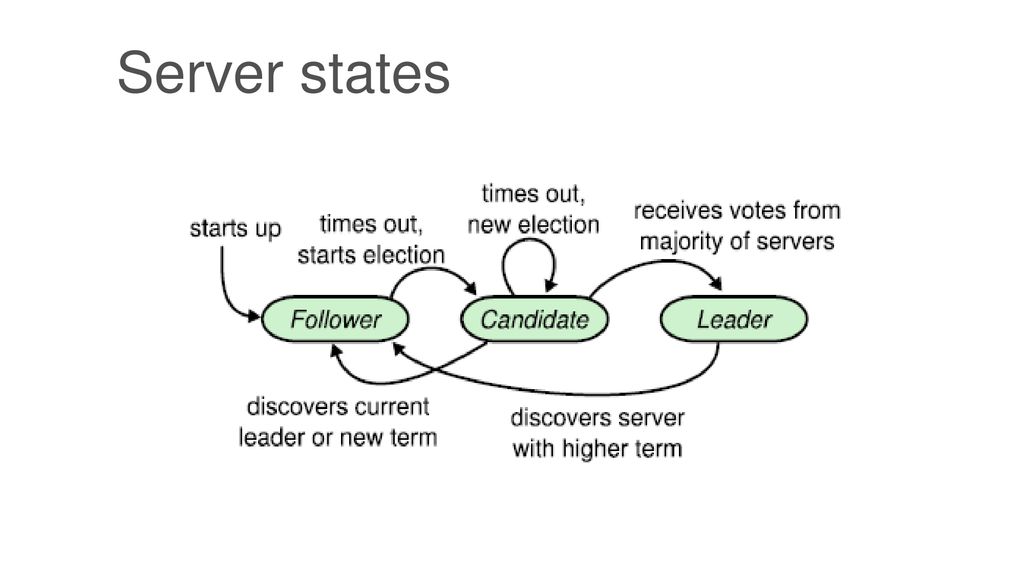 Server states
starts up
times out,
starts election
times out,
new election
receives votes from
majority of servers
Follower
Candidate
Leader
discovers current
leader or new term
discovers server
with higher term